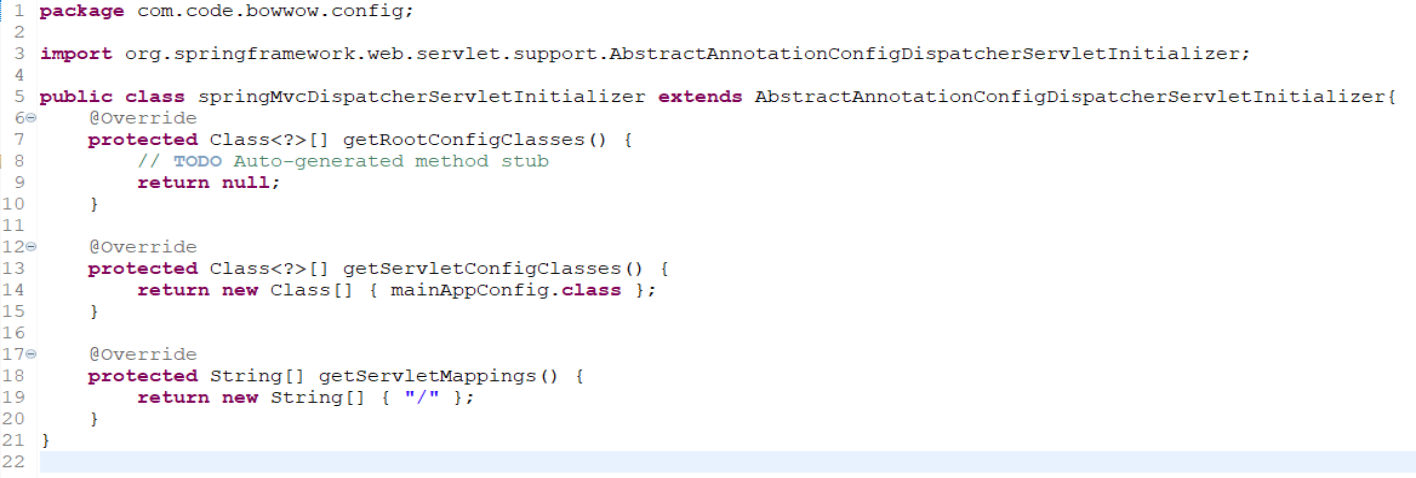 1 package com.code.bowwow.config;
2
3 import org.springframework.web.servlet.support.AbstractAnnotationConfigDispatcherServletInitializer;
4
5 public class springMvcDispatcherServletInitializer extends AbstractAnnotationConfigDispatcherServletInitializer{
6     @Override
7     protected Class<?>[] getRootConfigClasses() {
8         // TODO Auto-generated method stub
9         return null;
10     }
11
12     @Override
13     protected Class<?>[] getServletConfigClasses() {
14         return new Class[] { mainAppConfig.class };
15     }
16
17     @Override
18     protected String[] getServletMappings() {
19         return new String[] { "/" };
20     }
21 }
22